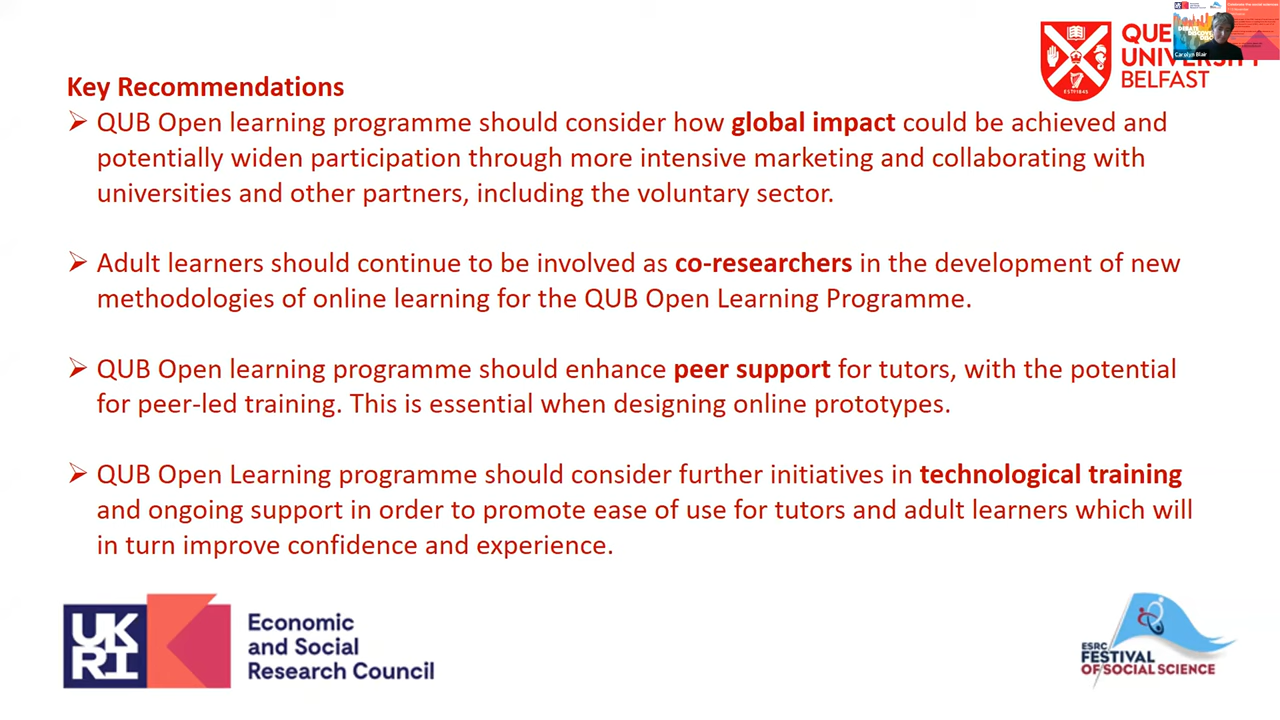 Key Recommendations
➢ QUB Open learning programme should consider how global impact could be achieved and
potentially widen participation through more intensive marketing and collaborating with
universities and other partners, including the voluntary sector.
➢ Adult learners should continue to be involved as co-researchers in the development of new
methodologies of online learning for the QUB Open Learning Programme.
➢ QUB Open learning programme should enhance peer support for tutors, with the potential
for peer-led training. This is essential when designing online prototypes.
➢ QUB Open Learning programme should consider further initiatives in technological training
and ongoing support in order to promote ease of use for tutors and adult learners which will
in turn improve confidence and experience.
BELFAST
Carolyn Blair
UK
RI
Economic
and Social
Research Council
ESRC
FESTIVAL
OF SOCIAL SCIENCE